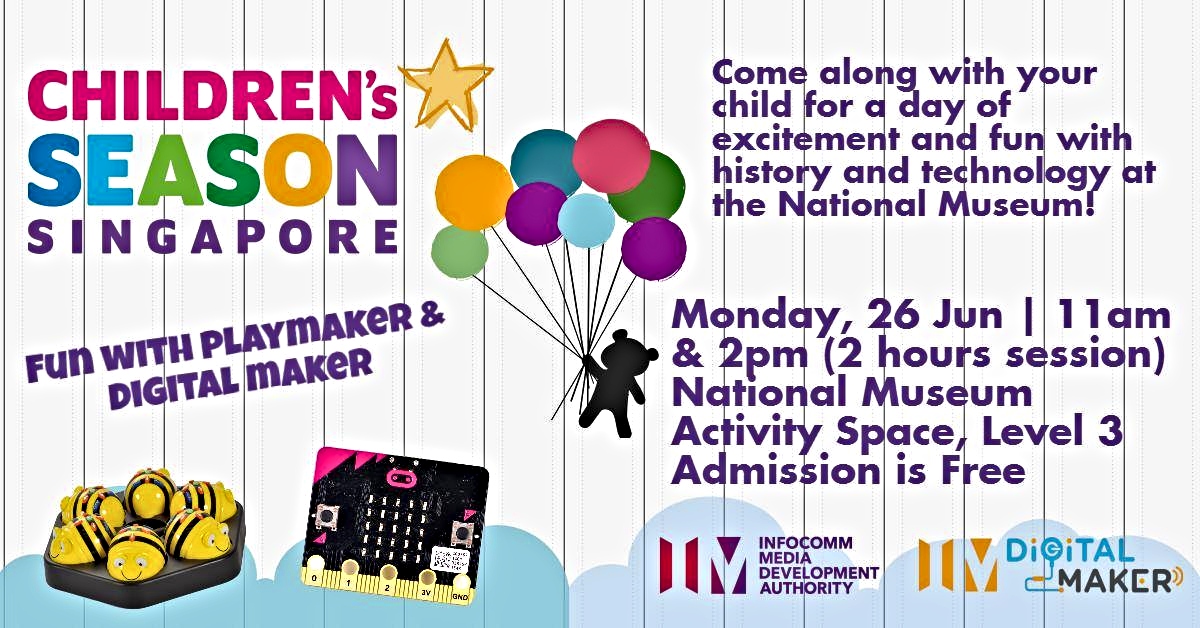 CHILDREN's
SEASON
SINGAPORE
FUN WITH PLAYMAKER &
DIGITAL MAKER
Come along with your
child for a day of
excitement and fun with
history and technology at
the National Museum!
Monday, 26 Jun | 11am
& 2pm (2 hours session)
National Museum
Activity Space, Level 3
Admission is Free
0 1 2 3V GND
INFOCOMM
MEDIA
DEVELOPMENT
AUTHORITY
DIGITAL
MAKER